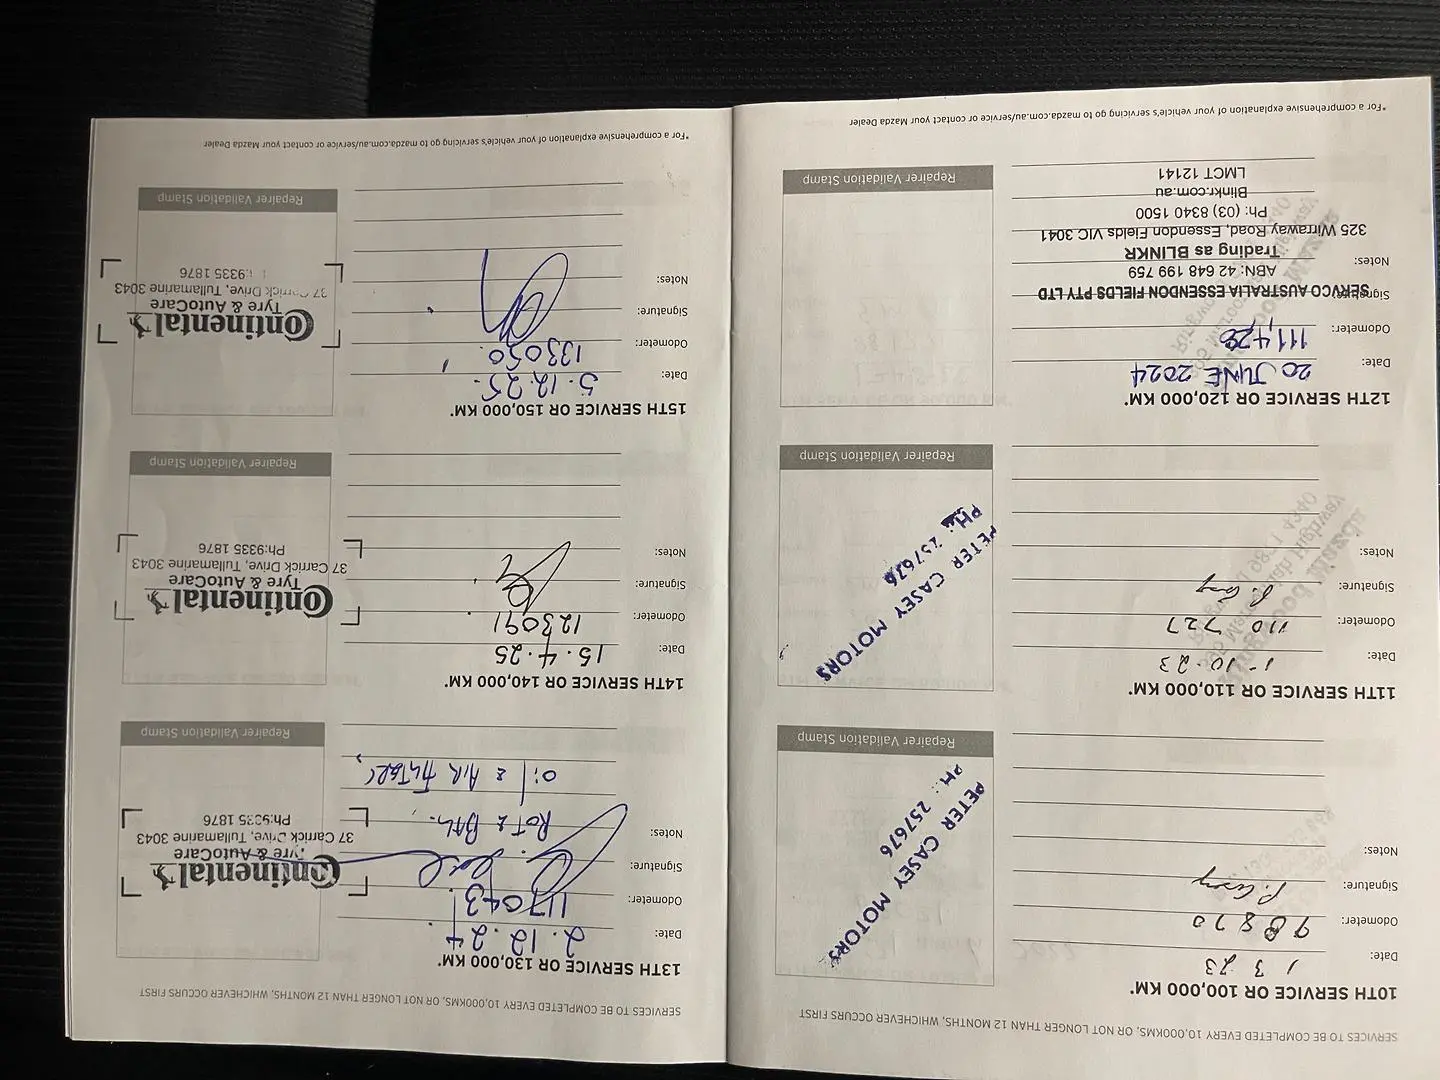 SERVICES TO BE COMPLETED EVERY 10,000KMS, OR NOT LONGER THAN 12 MONTHS, WHICHEVER OCCURS FIRST
10TH SERVICE OR 100,000 KM*
Date: 1 3 23
Odometer: 98870
Signature: P. Casey
Notes:
PETER CASEY MOTORS
PH.: 257676
Repairer Validation Stamp
11TH SERVICE OR 110,000 KM*
Date: 1-10-23
Odometer: 110 727
Signature: P. Casey
Notes:
PETER CASEY MOTORS
PH. 257676
Repairer Validation Stamp
12TH SERVICE OR 120,000 KM*
Date: 20 JUNE 2024
Odometer: 111,428
Signature:
SERVCO AUSTRALIA ESSENDON FIELDS PTY LTD
ABN: 42 648 199 759
Notes:
Trading as BLINKR
325 Wirraway Road, Essendon Fields VIC 3041
Ph: (03) 8340 1500
Blinkr.com.au
LMCT 12141
Repairer Validation Stamp
*For a comprehensive explanation of your vehicle's servicing go to mazda.com.au/service or contact your Mazda Dealer
SERVICES TO BE COMPLETED EVERY 10,000KMS, OR NOT LONGER THAN 12 MONTHS, WHICHEVER OCCURS FIRST
13TH SERVICE OR 130,000 KM*
Date: 2.12.24
Odometer: 117043
Signature:
Notes: ROT & BAL.
OIL & AIR FILTERS
Continental
Tyre & AutoCare
37 Carrick Drive, Tullamarine 3043
Ph:9335 1876
Repairer Validation Stamp
14TH SERVICE OR 140,000 KM*
Date: 15.4.25
Odometer: 123091
Signature:
Notes:
Continental
Tyre & AutoCare
37 Carrick Drive, Tullamarine 3043
Ph:9335 1876
Repairer Validation Stamp
15TH SERVICE OR 150,000 KM*
Date: 5.12.25.
Odometer: 133050
Signature:
Notes:
Continental
Tyre & AutoCare
37 Carrick Drive, Tullamarine 3043
9335 1876
Repairer Validation Stamp
*For a comprehensive explanation of your vehicle's servicing go to mazda.com.au/service or contact your Mazda Dealer